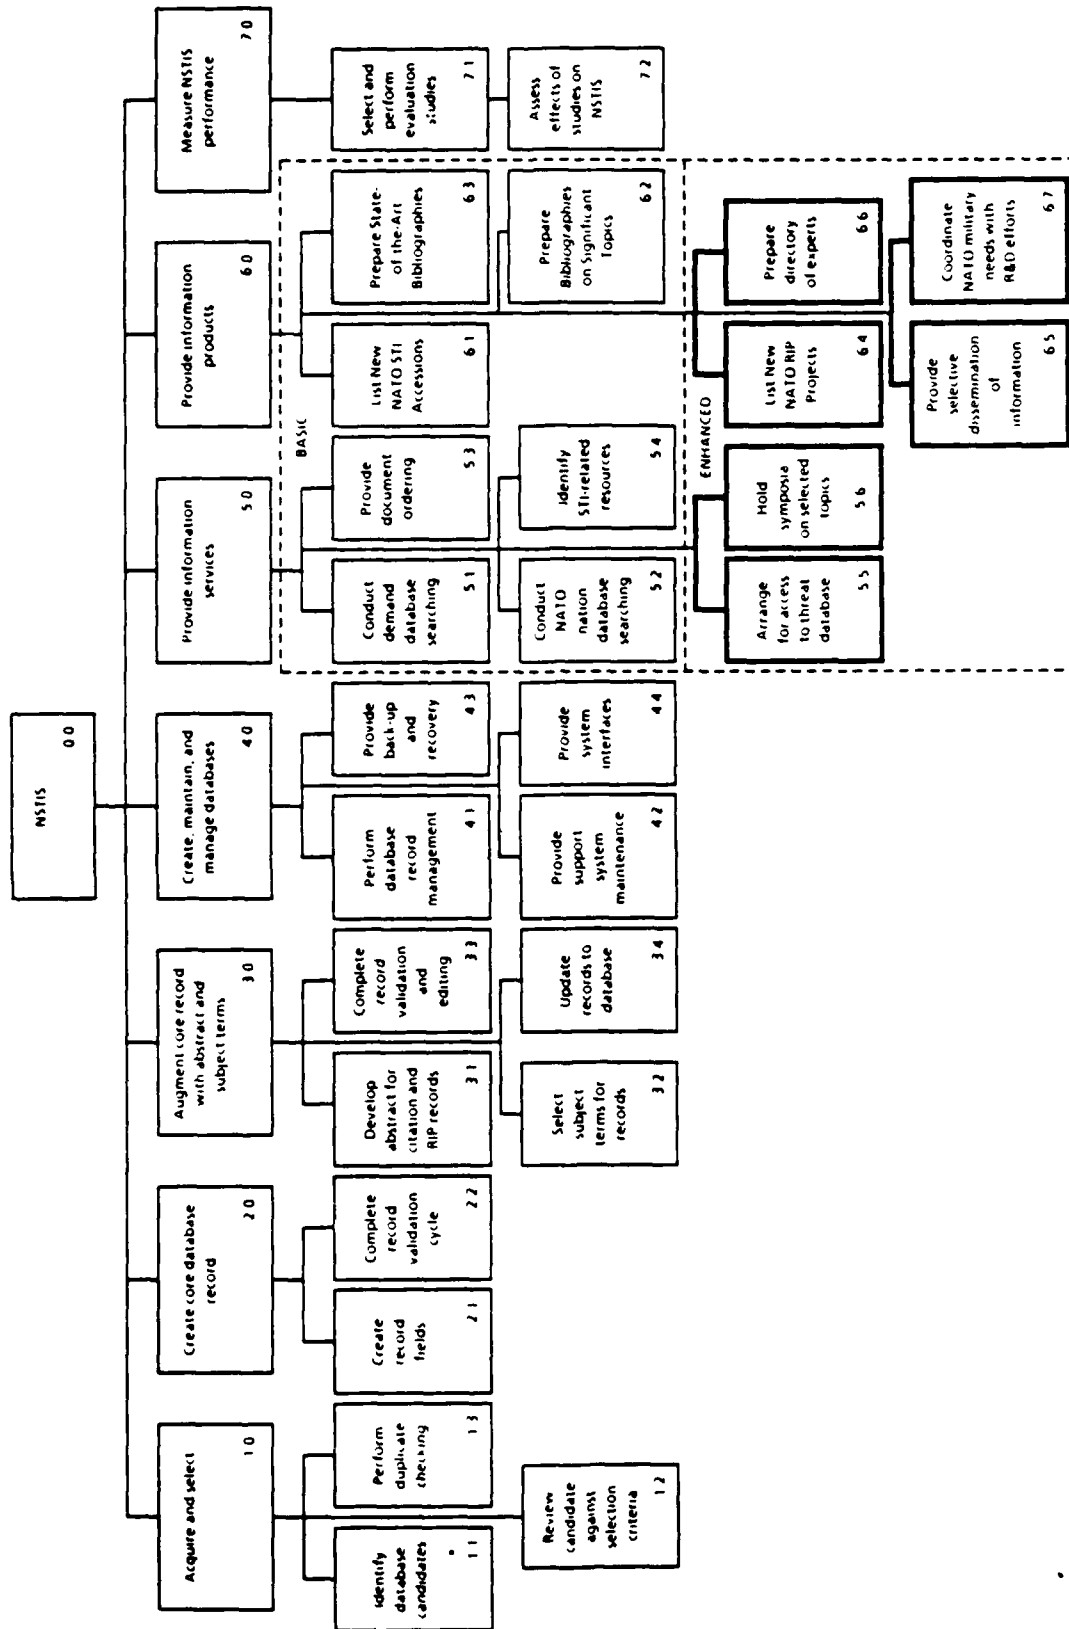 NSTIS
0 0
Acquire and select
1 0
Create core database
record
2 0
Augment core record
with abstract and
subject terms
3 0
Create, maintain, and
manage databases
4 0
Provide information
services
5 0
Provide information
products
6 0
Measure NSTIS
performance
7 0
Identify
database
candidates
1 1
Perform
duplicate
checking
1 3
Review
candidate
against
selection
criteria
1 2
Create
record
fields
2 1
Complete
record
validation
cycle
2 2
Develop
abstract for
citation and
RIP records
3 1
Complete
record
validation
and
editing
3 3
Select
subject
terms for
records
3 2
Update
records to
database
3 4
Perform
database
record
management
4 1
Provide
back-up
and
recovery
4 3
Provide
support
system
maintenance
4 2
Provide
system
interfaces
4 4
BASIC
Conduct
demand
database
searching
5 1
Provide
document
ordering
5 3
Conduct
NATO
nation
database
searching
5 2
Identify
STI-related
resources
5 4
List New
NATO STI
Accessions
6 1
Prepare State-
of the-Art
Bibliographies
6 3
Prepare
Bibliographies
on Significant
Topics
6 2
Select and
perform
evaluation
studies
7 1
Assess
effects of
studies on
NSTIS
7 2
ENHANCED
Arrange
for access
to threat
database
5 5
Hold
symposia
on selected
topics
5 6
List New
NATO RIP
Projects
6 4
Prepare
directory
of experts
6 6
Provide
selective
dissemination
of
information
6 5
Coordinate
NATO military
needs with
R&D efforts
6 7